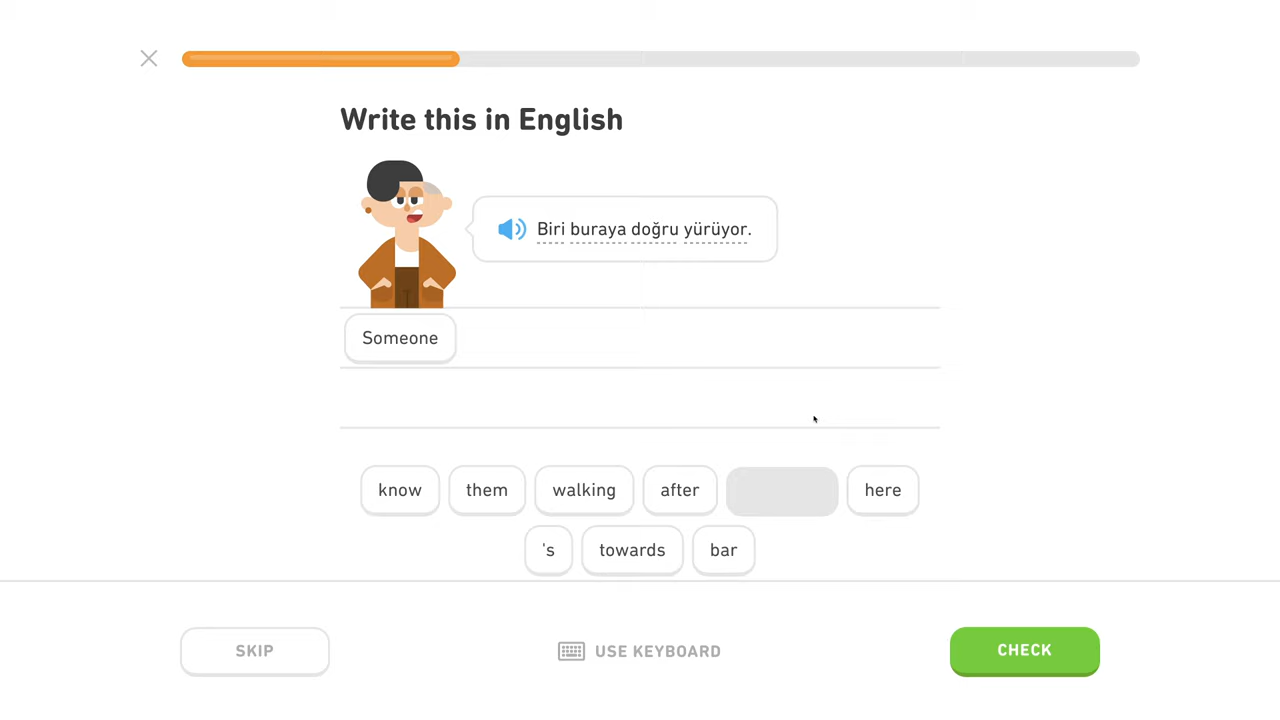 Write this in English
Biri buraya doğru yürüyor.
Someone
know them walking after here
's towards bar
SKIP USE KEYBOARD CHECK